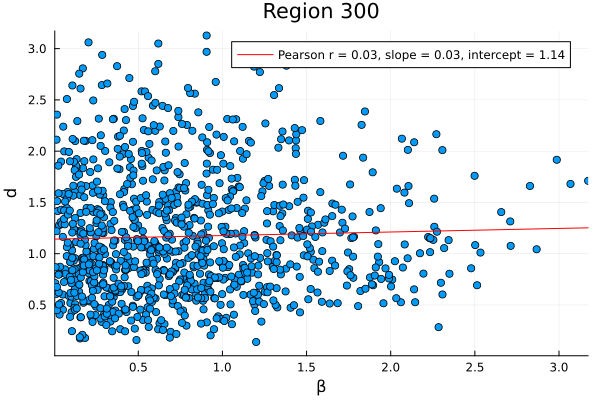 Region 300
Pearson r = 0.03, slope = 0.03, intercept = 1.14
d
3.0
2.5
2.0
1.5
1.0
0.5
0.5 1.0 1.5 2.0 2.5 3.0
β